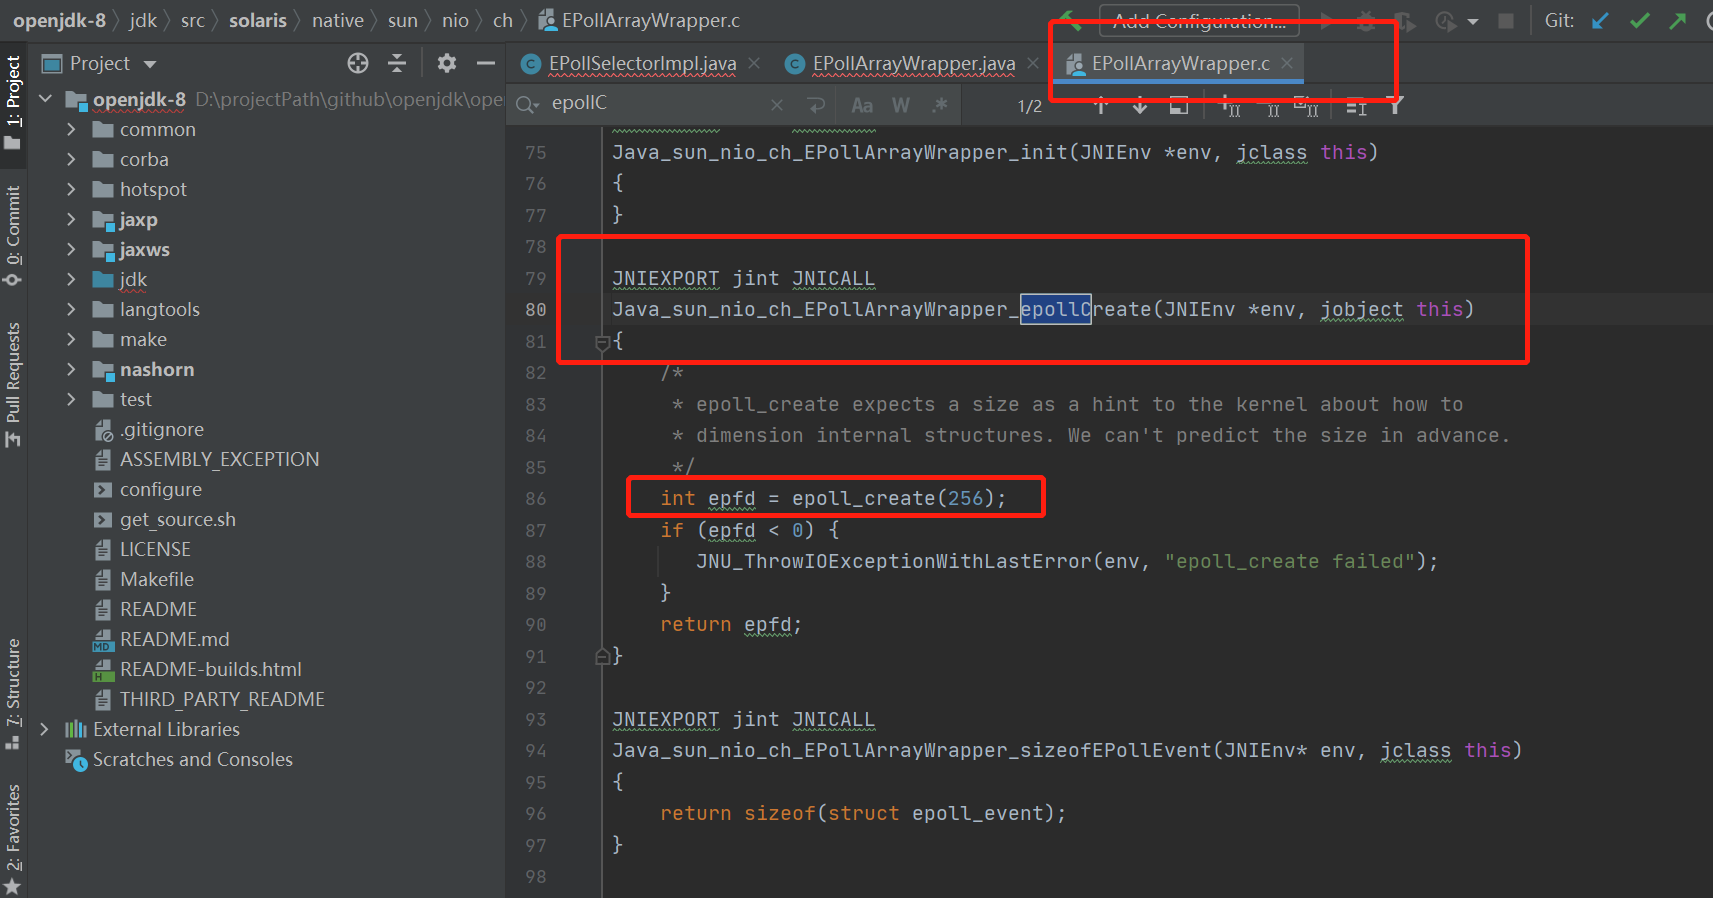 openjdk-8 jdk src solaris native sun nio ch EPollArrayWrapper.c
Add Configuration... Git:
Project
EPollSelectorImpl.java EPollArrayWrapper.java EPollArrayWrapper.c
epollC Aa W .* 1/2
1: Project
0: Commit
Pull Requests
7: Structure
2: Favorites
openjdk-8 D:\projectPath\github\openjdk\ope
common
corba
hotspot
jaxp
jaxws
jdk
langtools
make
nashorn
test
.gitignore
ASSEMBLY_EXCEPTION
configure
get_source.sh
LICENSE
Makefile
README
MD README.md
H README-builds.html
THIRD_PARTY_README
External Libraries
Scratches and Consoles
75 Java_sun_nio_ch_EPollArrayWrapper_init(JNIEnv *env, jclass this)
76 {
77 }
78
79 JNIEXPORT jint JNICALL
80 Java_sun_nio_ch_EPollArrayWrapper_epollCreate(JNIEnv *env, jobject this)
81 {
82 /*
83 * epoll_create expects a size as a hint to the kernel about how to
84 * dimension internal structures. We can't predict the size in advance.
85 */
86 int epfd = epoll_create(256);
87 if (epfd < 0) {
88 JNU_ThrowIOExceptionWithLastError(env, "epoll_create failed");
89 }
90 return epfd;
91 }
92
93 JNIEXPORT jint JNICALL
94 Java_sun_nio_ch_EPollArrayWrapper_sizeofEPollEvent(JNIEnv* env, jclass this)
95 {
96 return sizeof(struct epoll_event);
97 }
98